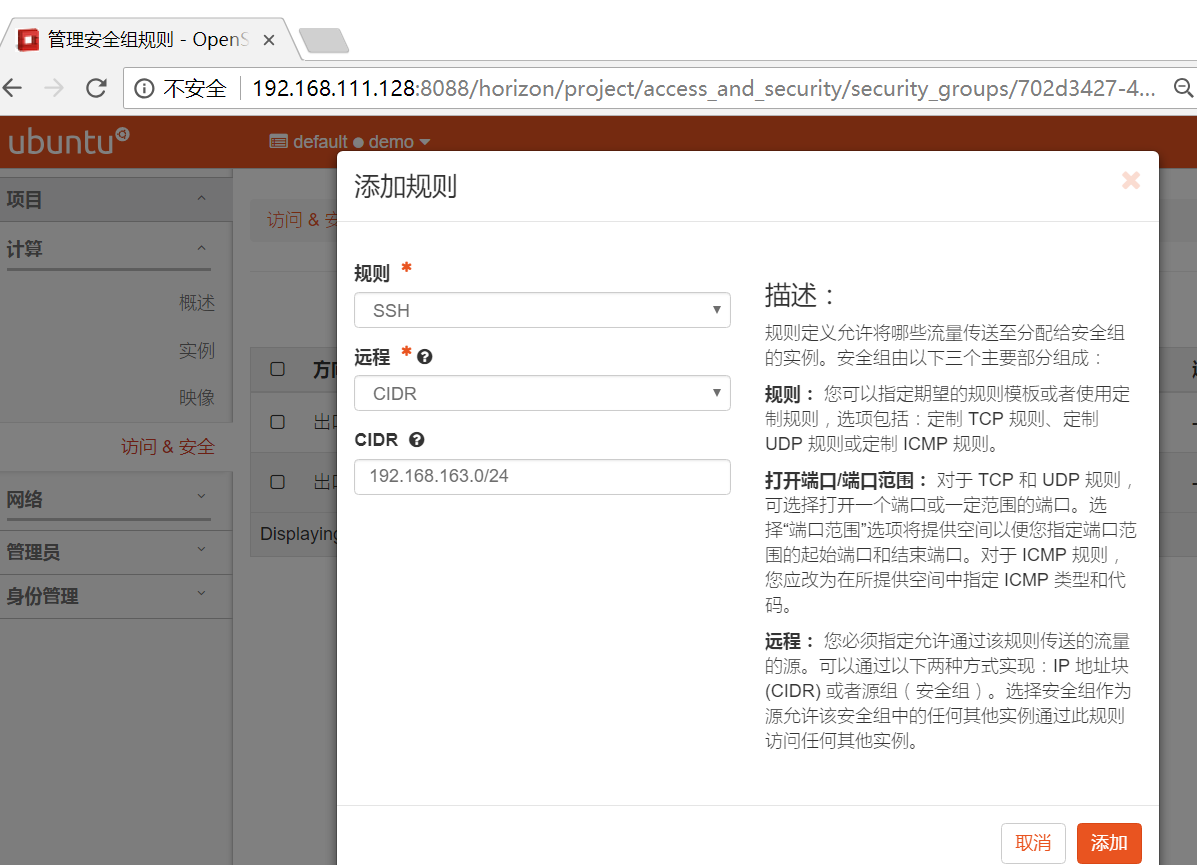 管理安全组规则 - OpenS
不安全 192.168.111.128:8088/horizon/project/access_and_security/security_groups/702d3427-4...
ubuntu
default demo
项目
计算
概述
实例
映像
访问 & 安全
网络
管理员
身份管理
访问 & 安
方向
出口
出口
Displaying
添加规则
规则 *
SSH
远程 *
CIDR
CIDR
192.168.163.0/24
描述：
规则定义允许将哪些流量传送至分配给安全组
的实例。安全组由以下三个主要部分组成：
规则： 您可以指定期望的规则模板或者使用定
制规则，选项包括：定制 TCP 规则、定制
UDP 规则或定制 ICMP 规则。
打开端口/端口范围： 对于 TCP 和 UDP 规则，
可选择打开一个端口或一定范围的端口。选
择“端口范围”选项将提供空间以便您指定端口范
围的起始端口和结束端口。对于 ICMP 规则，
您应改为在所提供空间中指定 ICMP 类型和代
码。
远程： 您必须指定允许通过该规则传送的流量
的源。可以通过以下两种方式实现：IP 地址块
(CIDR) 或者源组（安全组）。选择安全组作为
源允许该安全组中的任何其他实例通过此规则
访问任何其他实例。
取消
添加